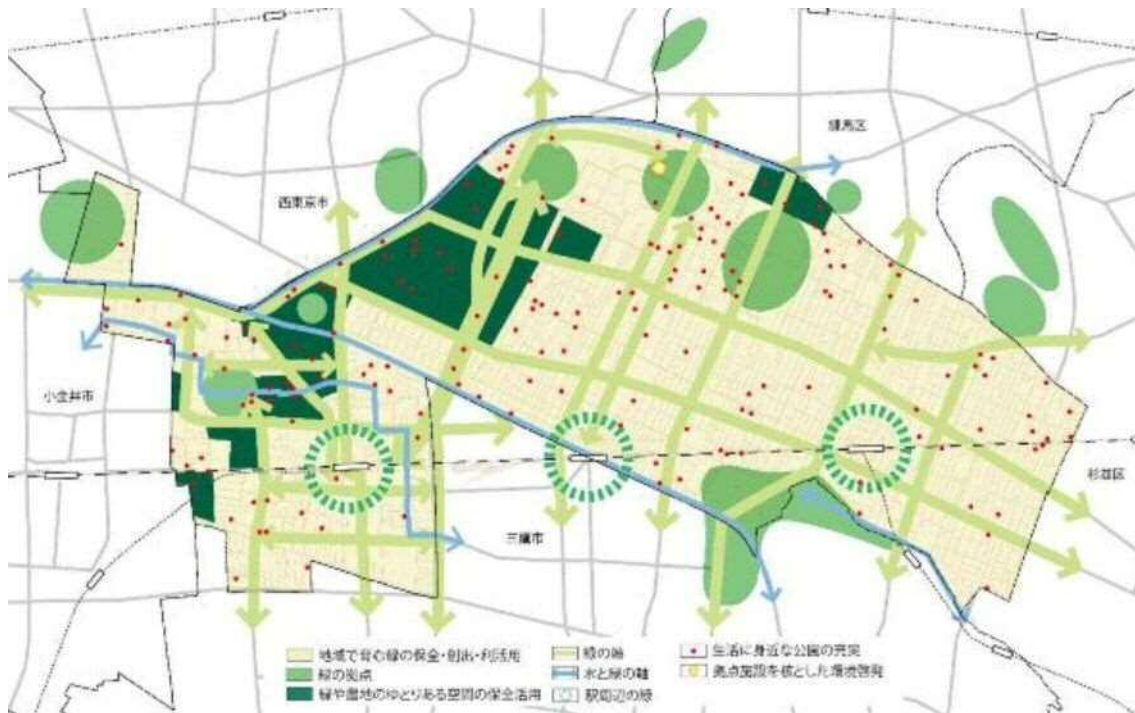 練馬区
西東京市
小金井市
杉並区
三鷹市
地域で育む緑の保全・創出・利活用
緑の拠点
緑や農地のゆとりある空間の保全活用
緑の軸
水と緑の軸
駅周辺の緑
生活に身近な公園の充実
拠点施設を核とした環境啓発